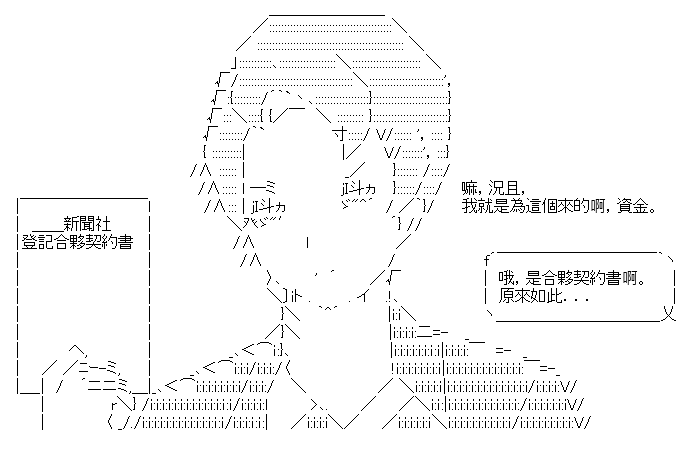 新聞社
登記合夥契約書
嘛，況且，
我就是為這個來的啊，資金。
哦，是合夥契約書啊。
原來如此...